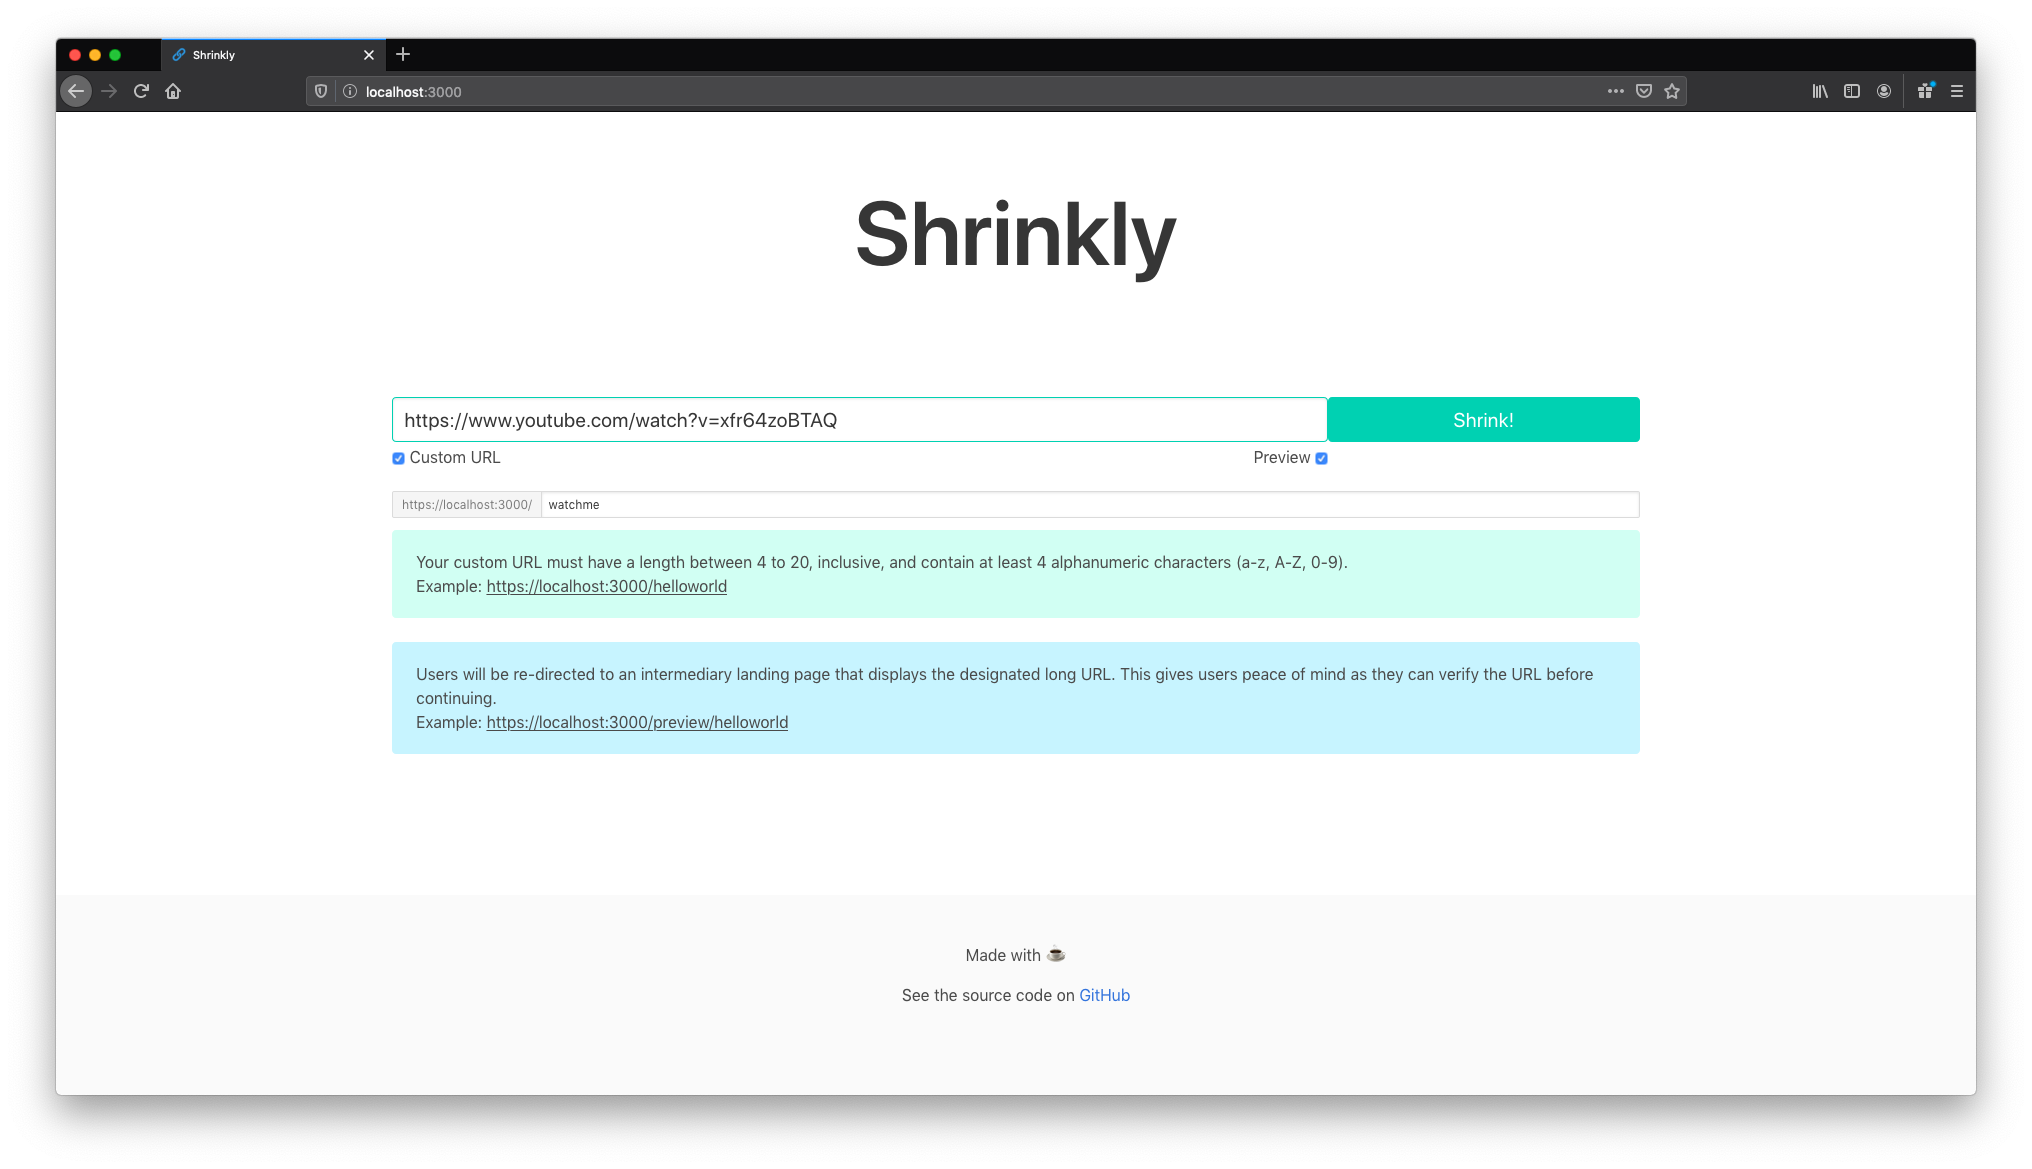 Shrinkly
localhost:3000
Shrinkly
https://www.youtube.com/watch?v=xfr64zoBTAQ
Shrink!
Custom URL
Preview
https://localhost:3000/
watchme
Your custom URL must have a length between 4 to 20, inclusive, and contain at least 4 alphanumeric characters (a-z, A-Z, 0-9).
Example: https://localhost:3000/helloworld
Users will be re-directed to an intermediary landing page that displays the designated long URL. This gives users peace of mind as they can verify the URL before
continuing.
Example: https://localhost:3000/preview/helloworld
Made with ☕
See the source code on GitHub